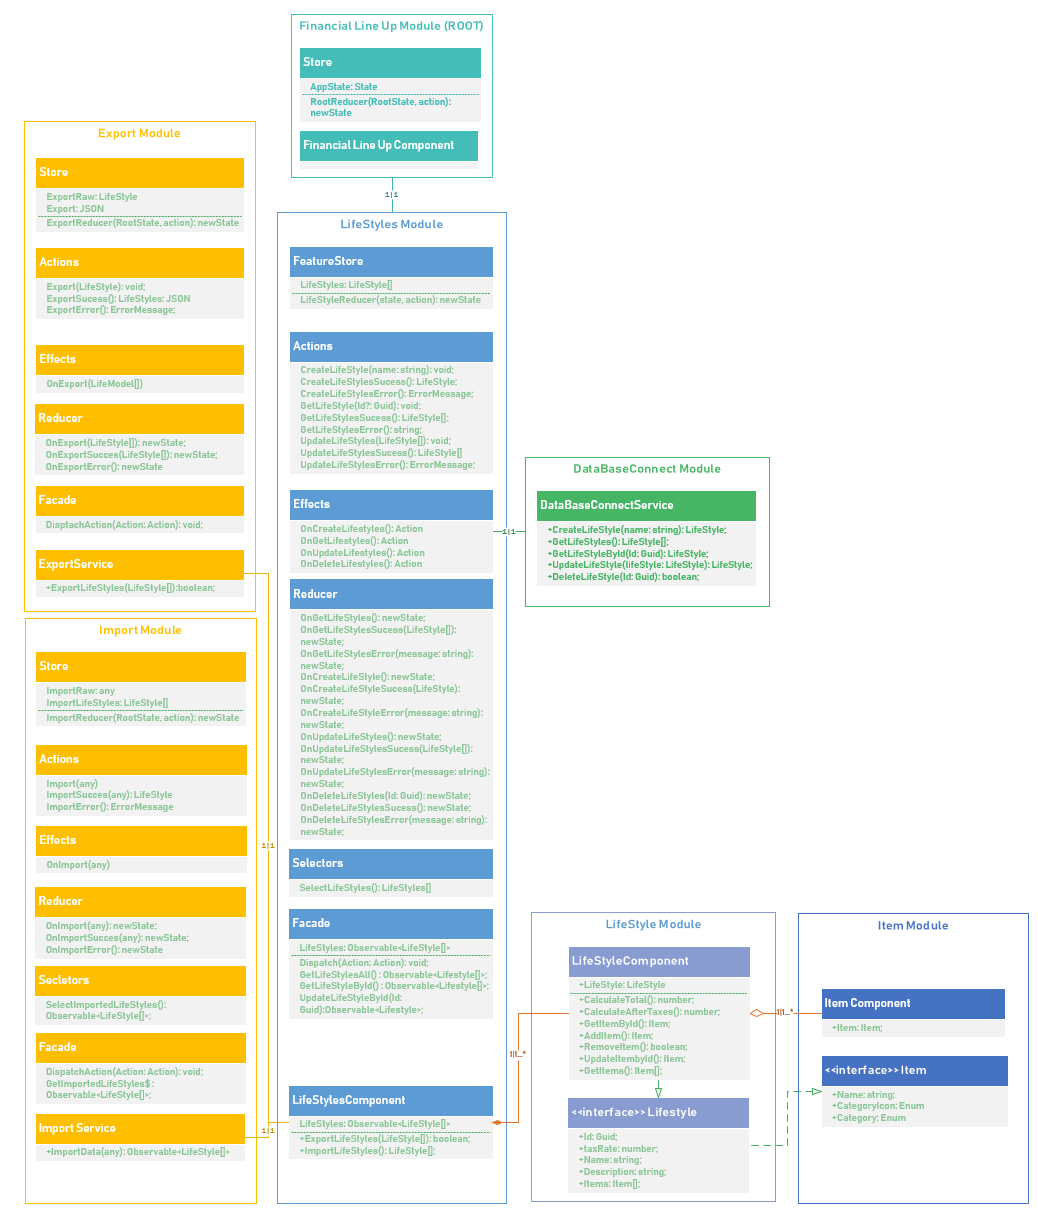 Financial Line Up Module (ROOT)
Store
AppState: State
RootReducer(RootState, action):
newState
Financial Line Up Component
1|1
Export Module
Store
ExportRaw: LifeStyle
Export: JSON
ExportReducer(RootState, action): newState
Actions
Export(LifeStyle): void;
ExportSucess(): LifeStyles: JSON
ExportError(): ErrorMessage;
Effects
OnExport(LifeModel[])
Reducer
OnExport(LifeStyle[]): newState;
OnExportSucces(LifeStyle[]): newState;
OnExportError(): newState
Facade
DisptachAction(Action: Action): void;
ExportService
+ExportLifeStyles(LifeStyle[]):boolean;
Import Module
Store
ImportRaw: any
ImportLifeStyles: LifeStyle[]
ImportReducer(RootState, action): newState
Actions
Import(any)
ImportSucces(any): LifeStyle
ImportError(): ErrorMessage
Effects
OnImport(any)
Reducer
OnImport(any): newState;
OnImportSucces(any): newState;
OnImportError(): newState
Secletors
SelectImportedLifeStyles():
Observable<LifeStyle[]>;
Facade
DispatchAction(Action: Action): void;
GetImportedLifeStyles$ :
Observable<LifeStyle[]>;
Import Service
+ImportData(any): Observable<LifeStyle[]>
1|1
1|1
LifeStyles Module
FeatureStore
LifeStyles: LifeStyle[]
LifeStyleReducer(state, action): newState
Actions
CreateLifeStyle(name: string): void;
CreateLifeStylesSucess(): LifeStyle;
CreateLifeStylesError(): ErrorMessage;
GetLifeStyle(Id?: Guid): void;
GetLifeStylesSucess(): LifeStyle[];
GetLifeStylesError(): string;
UpdateLifeStyles(LifeStyle[]): void;
UpdateLifeStylesSucess(): LifeStyle[]
UpdateLifeStylesError(): ErrorMessage;
Effects
OnCreateLifestyles(): Action
OnGetLifestyles(): Action
OnUpdateLifestyles(): Action
OnDeleteLifestyles(): Action
Reducer
OnGetLifeStyles(): newState;
OnGetLifeStylesSucess(LifeStyle[]):
newState;
OnGetLifeStylesError(message: string):
newState;
OnCreateLifeStyle(): newState;
OnCreateLifeStyleSucess(LifeStyle):
newState;
OnCreateLifeStyleError(message: string):
newState;
OnUpdateLifeStyles(): newState;
OnUpdateLifeStylesSucess(LifeStyle[]):
newState;
OnUpdateLifeStylesError(message: string):
newState;
OnDeleteLifeStyles(Id: Guid): newState;
OnDeleteLifeStylesSucess(): newState;
OnDeleteLifeStylesError(message: string):
newState;
Selectors
SelectLifeStyles(): LifeStyles[]
Facade
LifeStyles: Observable<LifeStyle[]>
Dispatch(Action: Action): void;
GetLifeStylesAll() : Observable<Lifestyle[]>;
GetLifeStyleById() : Observable<Lifestyle[]>;
UpdateLifeStyleById(Id:
Guid):Observable<Lifestyle>;
LifeStylesComponent
LifeStyles: Observable<LifeStyle[]>
+ExportLifeStyles(LifeStyle[]): boolean;
+ImportLifeStyles(): LifeStyle[];
1|1
DataBaseConnect Module
DataBaseConnectService
+CreateLifeStyle(name: string): LifeStyle;
+GetLifeStyles(): LifeStyle[];
+GetLifeStyleById(Id: Guid): LifeStyle;
+UpdateLifeStyle(lifeStyle: LifeStyle): LifeStyle;
+DeleteLifeStyle(Id: Guid): boolean;
1|1...*
LifeStyle Module
LifeStyleComponent
+LifeStyle: LifeStyle
+CalculateTotal(): number;
+CalculateAfterTaxes(): number;
+GetItemById(): Item;
+AddItem(): Item;
+RemoveItem(): boolean;
+UpdateItembyId(): Item;
+GetItems(): Item[];
<<interface>> Lifestyle
+Id: Guid;
+taxRate: number;
+Name: string;
+Description: string;
+Items: Item[];
1|1...*
Item Module
Item Component
+Item: Item;
<<interface>> Item
+Name: string;
+CategoryIcon: Enum
+Category: Enum